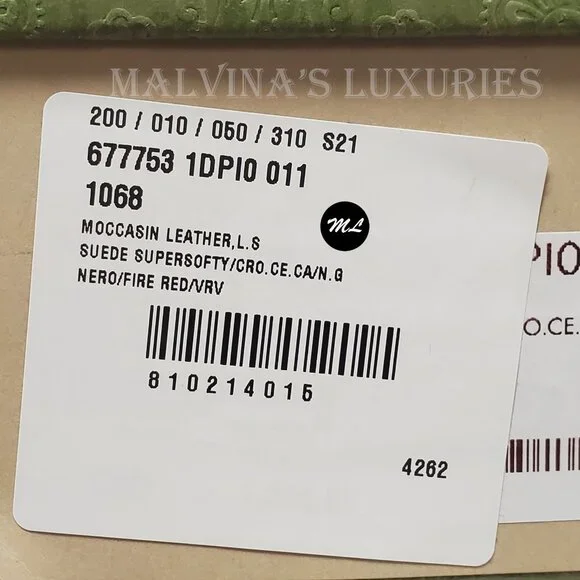 MALVINA'S LUXURIES
200 / 010 / 050 / 310 S21
677753 1DPI0 011
1068
ML
MOCCASIN LEATHER,L.S
SUEDE SUPERSOFTY/CRO.CE.CA/N.G
NERO/FIRE RED/VRV
810214015
4262
PI0
O.CE.